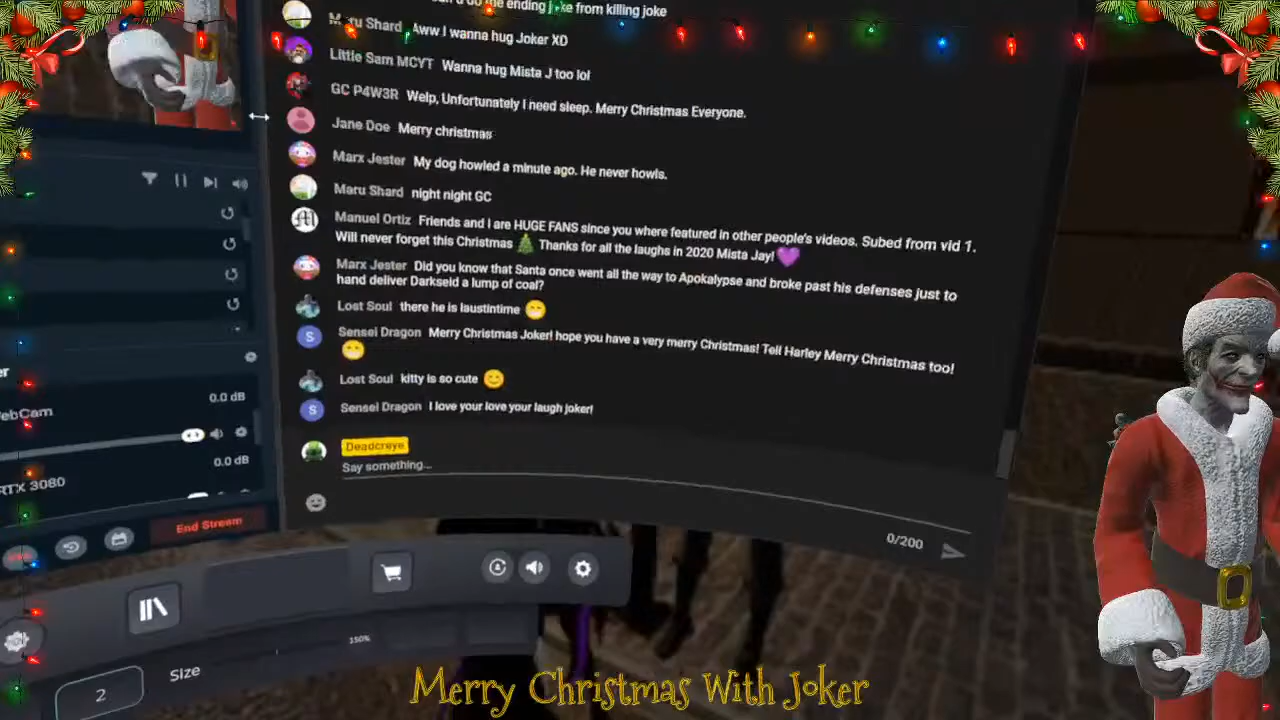 ending joke from killing joke
Maru Shard Aww I wanna hug Joker XD
Little Sam MCYT Wanna hug Mista J too lol
GC P4W3R Welp, Unfortunately I need sleep. Merry Christmas Everyone.
Jane Doe Merry christmas
Marx Jester My dog howled a minute ago. He never howls.
Maru Shard night night GC
Manuel Ortiz Friends and I are HUGE FANS since you where featured in other people's videos. Subed from vid 1.
Will never forget this Christmas 🎄 Thanks for all the laughs in 2020 Mista Jay! 💜
Marx Jester Did you know that Santa once went all the way to Apokalypse and broke past his defenses just to
hand deliver Darkseid a lump of coal?
Lost Soul there he is laustintime 😁
Sensei Dragon Merry Christmas Joker! hope you have a very merry Christmas! Tell Harley Merry Christmas too!
😁
Lost Soul kitty is so cute 😊
Sensei Dragon I love your love your laugh joker!
Deadcreye
Say something...
0/200
0.0 dB
0.0 dB
RTX 3080
End Stream
150%
Size
2
Merry Christmas With Joker